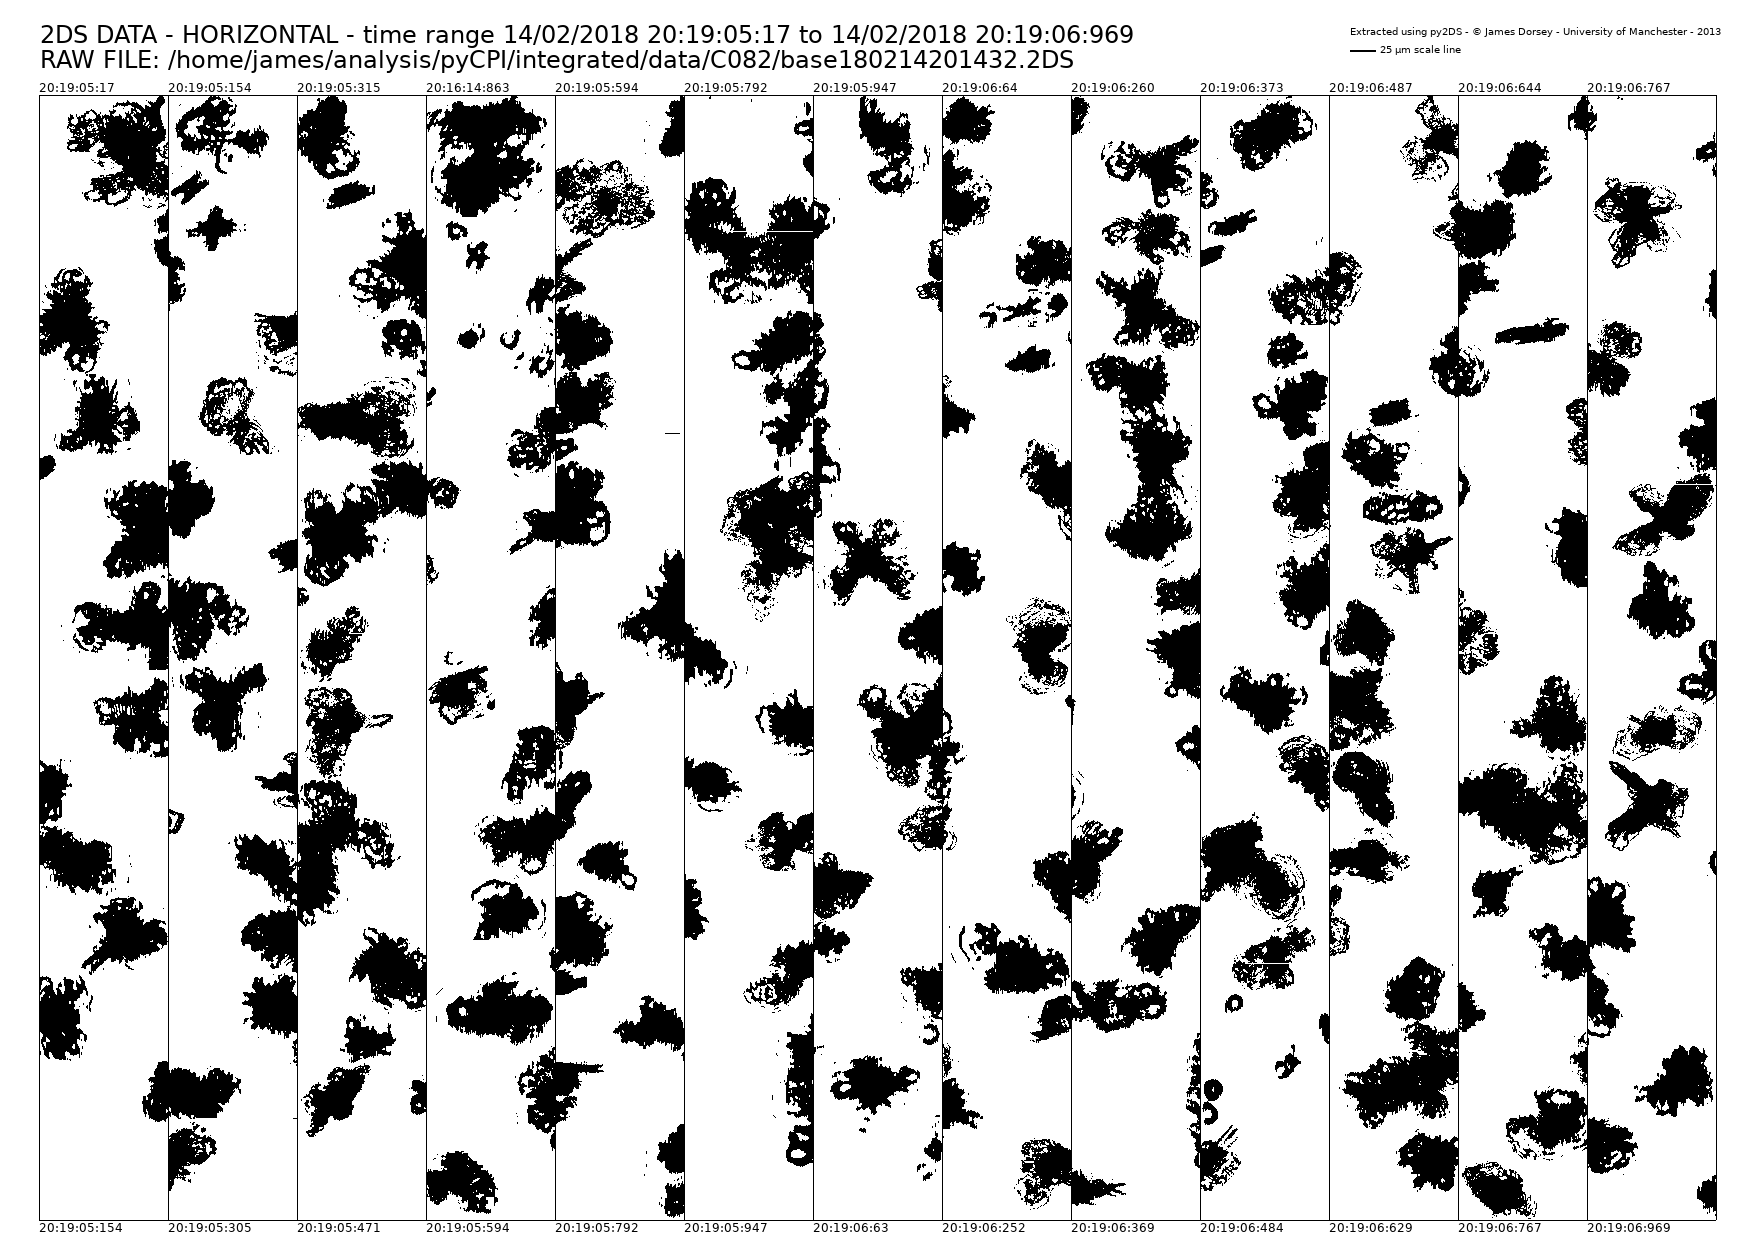 2DS DATA - HORIZONTAL - time range 14/02/2018 20:19:05:17 to 14/02/2018 20:19:06:969
RAW FILE: /home/james/analysis/pyCPI/integrated/data/C082/base180214201432.2DS
Extracted using py2DS - © James Dorsey - University of Manchester - 2013
25 µm scale line
20:19:05:17 20:19:05:154 20:19:05:315 20:16:14:863 20:19:05:594 20:19:05:792 20:19:05:947 20:19:06:64 20:19:06:260 20:19:06:373 20:19:06:487 20:19:06:644 20:19:06:767
20:19:05:154 20:19:05:305 20:19:05:471 20:19:05:594 20:19:05:792 20:19:05:947 20:19:06:63 20:19:06:252 20:19:06:369 20:19:06:484 20:19:06:629 20:19:06:767 20:19:06:969